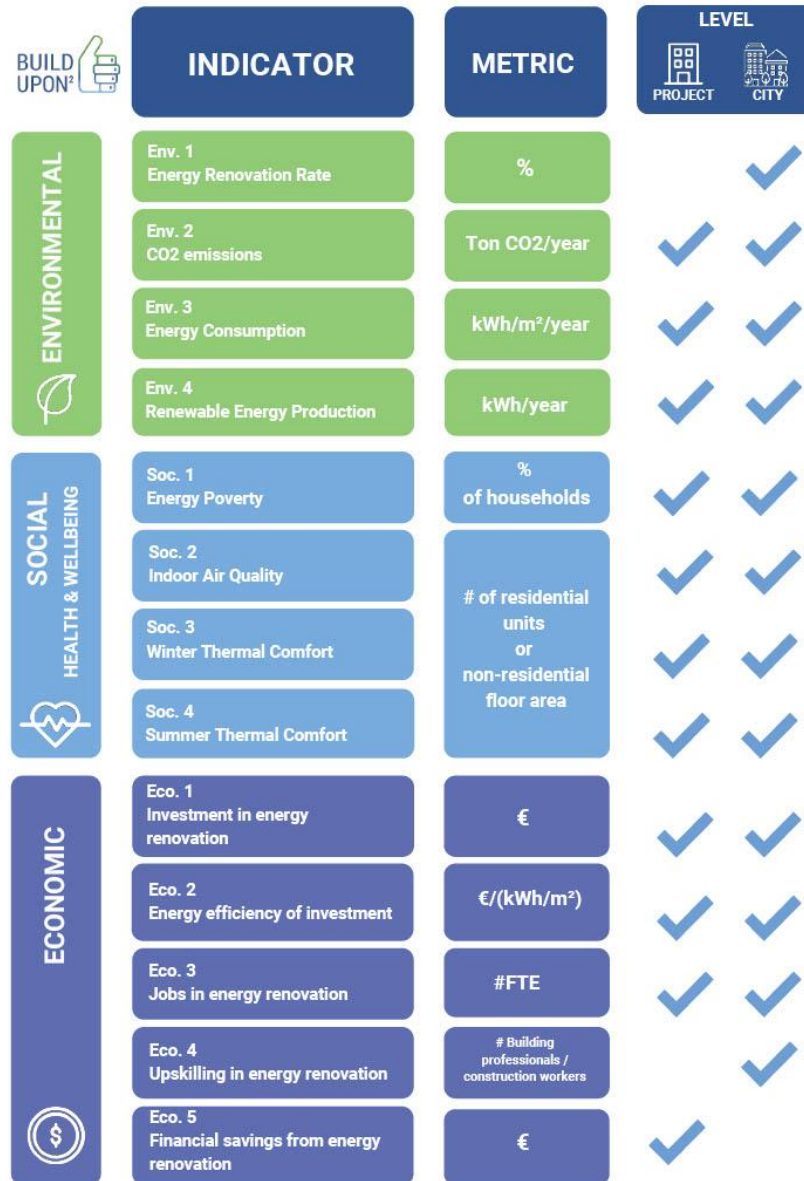 BUILD
UPON²
INDICATOR
METRIC
LEVEL
PROJECT
CITY
ENVIRONMENTAL
Env. 1
Energy Renovation Rate
%
Env. 2
CO2 emissions
Ton CO2/year
Env. 3
Energy Consumption
kWh/m²/year
Env. 4
Renewable Energy Production
kWh/year
SOCIAL
HEALTH & WELLBEING
Soc. 1
Energy Poverty
%
of households
Soc. 2
Indoor Air Quality
Soc. 3
Winter Thermal Comfort
Soc. 4
Summer Thermal Comfort
# of residential
units
or
non-residential
floor area
ECONOMIC
$
Eco. 1
Investment in energy
renovation
€
Eco. 2
Energy efficiency of investment
€/(kWh/m²)
Eco. 3
Jobs in energy renovation
#FTE
Eco. 4
Upskilling in energy renovation
# Building
professionals /
construction workers
Eco. 5
Financial savings from energy
renovation
€